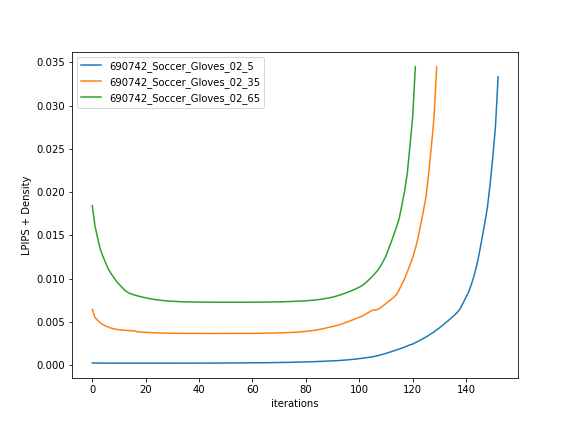 690742_Soccer_Gloves_02_5
690742_Soccer_Gloves_02_35
690742_Soccer_Gloves_02_65
0.035
0.030
0.025
0.020
0.015
0.010
0.005
0.000
LPIPS + Density
0 20 40 60 80 100 120 140
iterations